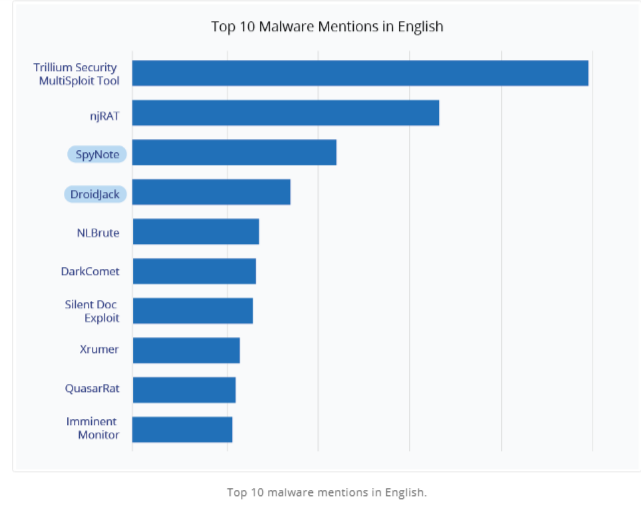 Top 10 Malware Mentions in English
Trillium Security
MultiSploit Tool
njRAT
SpyNote
DroidJack
NLBrute
DarkComet
Silent Doc
Exploit
Xrumer
QuasarRat
Imminent
Monitor
Top 10 malware mentions in English.